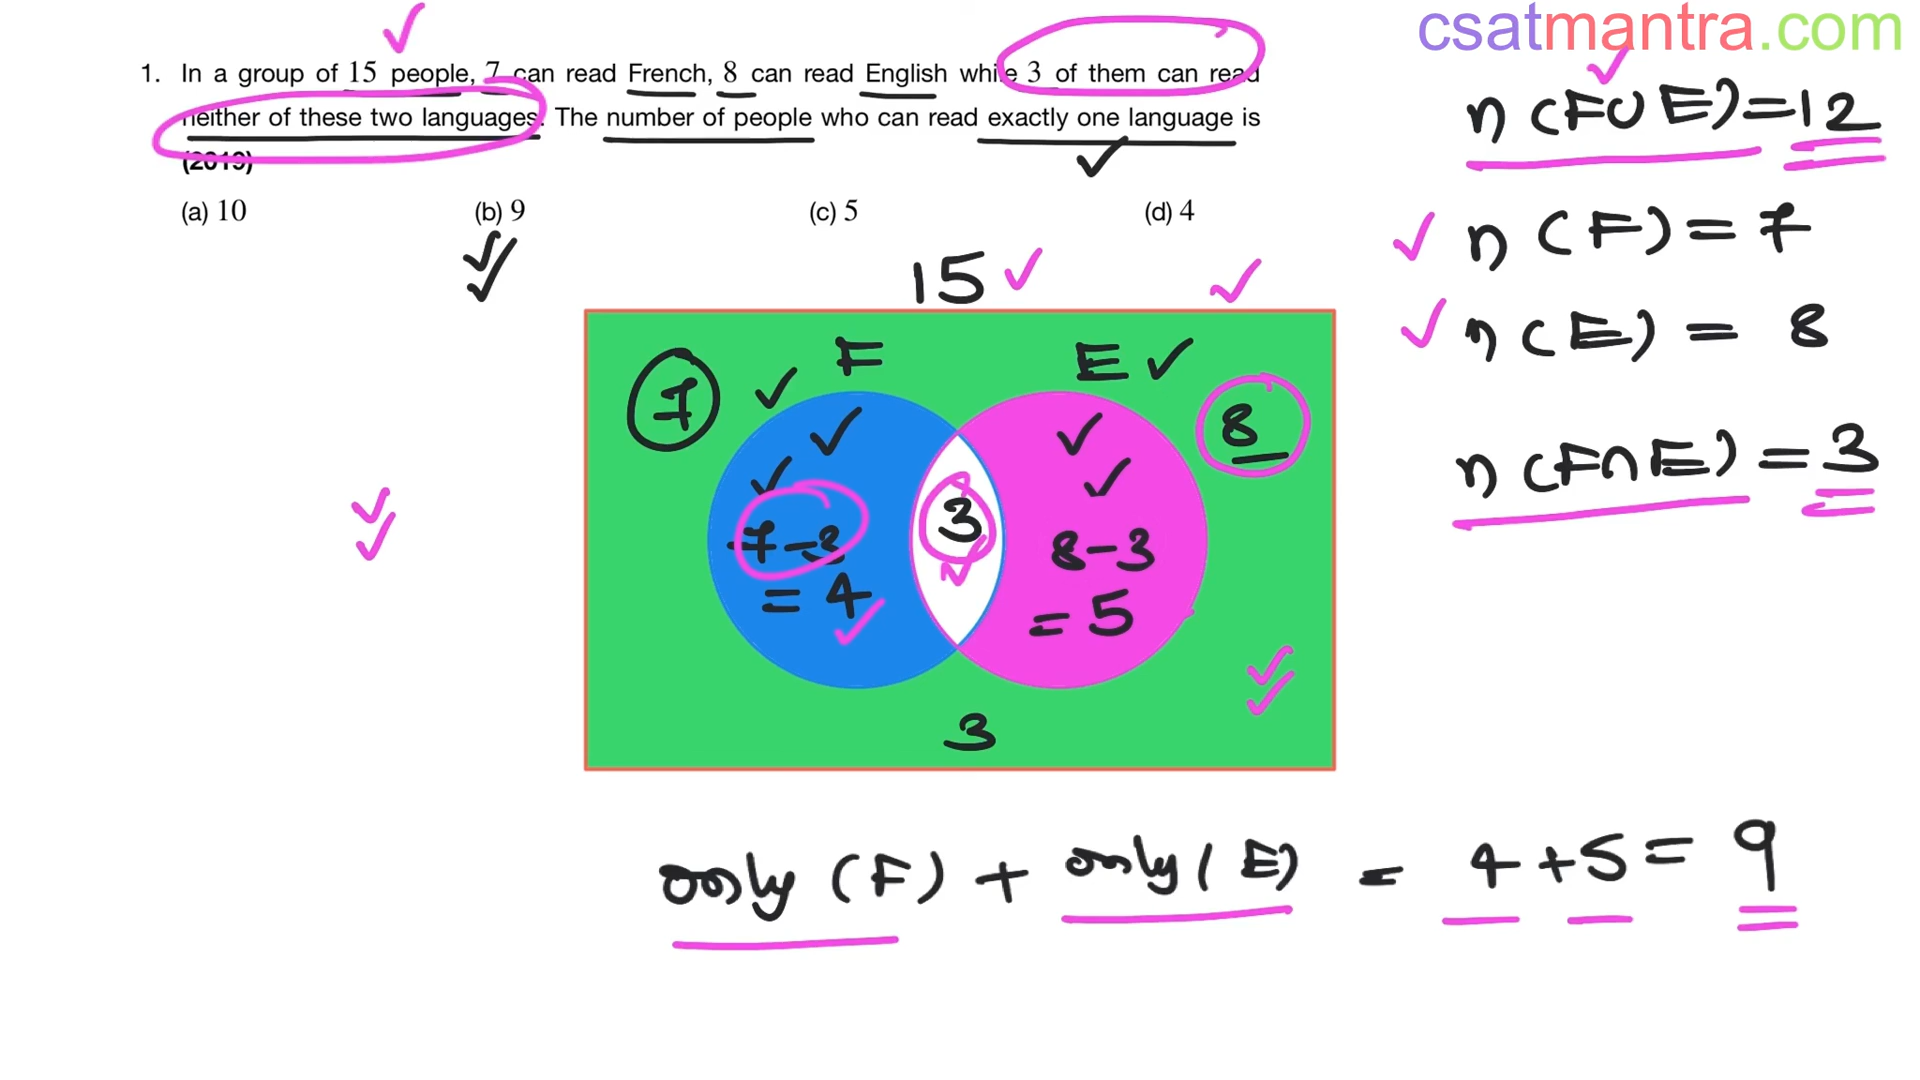 csatmantra.com
1. In a group of 15 people, 7 can read French, 8 can read English while 3 of them can read
neither of these two languages. The number of people who can read exactly one language is
(2019)
(a) 10 (b) 9 (c) 5 (d) 4
n(F∪E)=12
n(F)=7
n(E)=8
n(F∩E)=3
15
F E
7 8
7-3 3 8-3
=4 =5
3
only(F)+only(E)=4+5=9